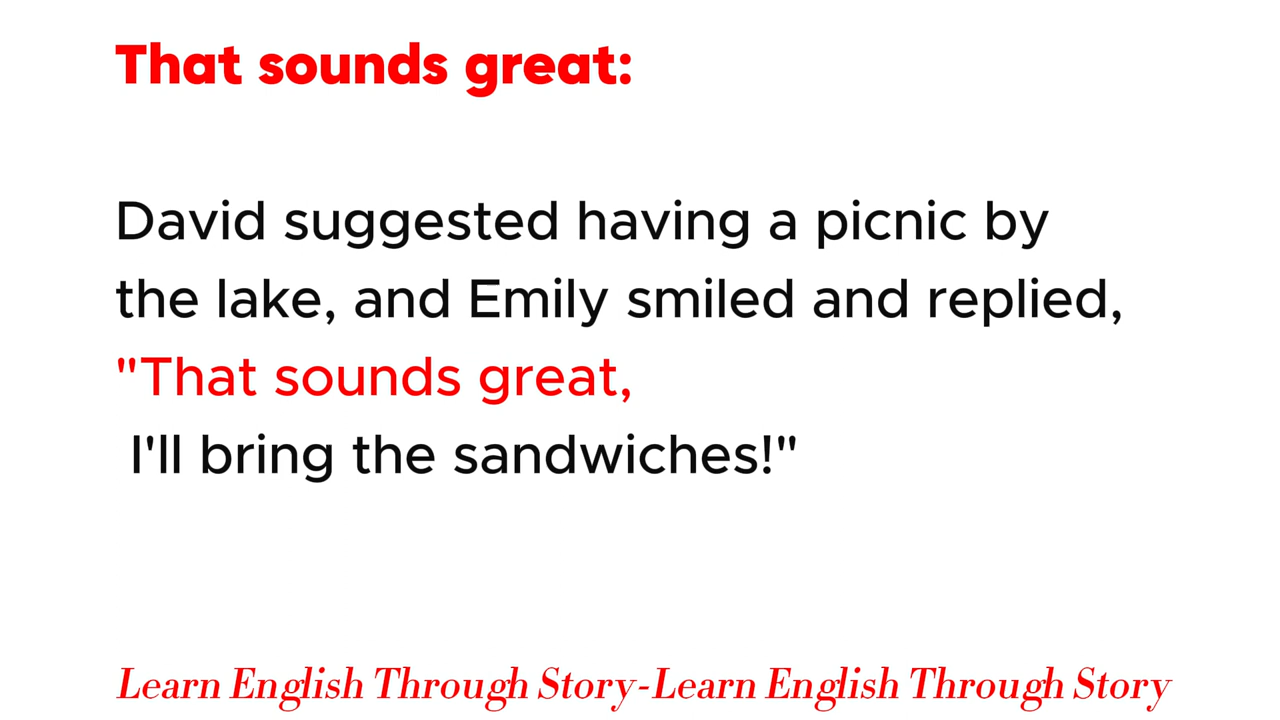 That sounds great:
David suggested having a picnic by
the lake, and Emily smiled and replied,
"That sounds great,
I'll bring the sandwiches!"
Learn English Through Story-Learn English Through Story